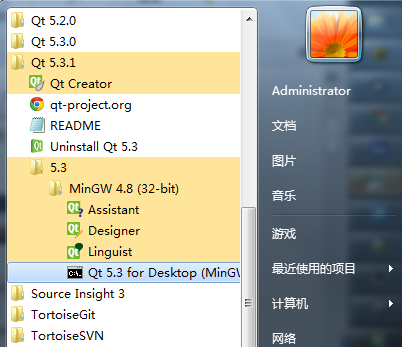 Qt 5.2.0
Qt 5.3.0
Qt 5.3.1
Qt Creator
qt-project.org
README
Uninstall Qt 5.3
5.3
MinGW 4.8 (32-bit)
Assistant
Designer
Linguist
Qt 5.3 for Desktop (MinGW
Source Insight 3
TortoiseGit
TortoiseSVN
Administrator
文档
图片
音乐
游戏
最近使用的项目
计算机
网络